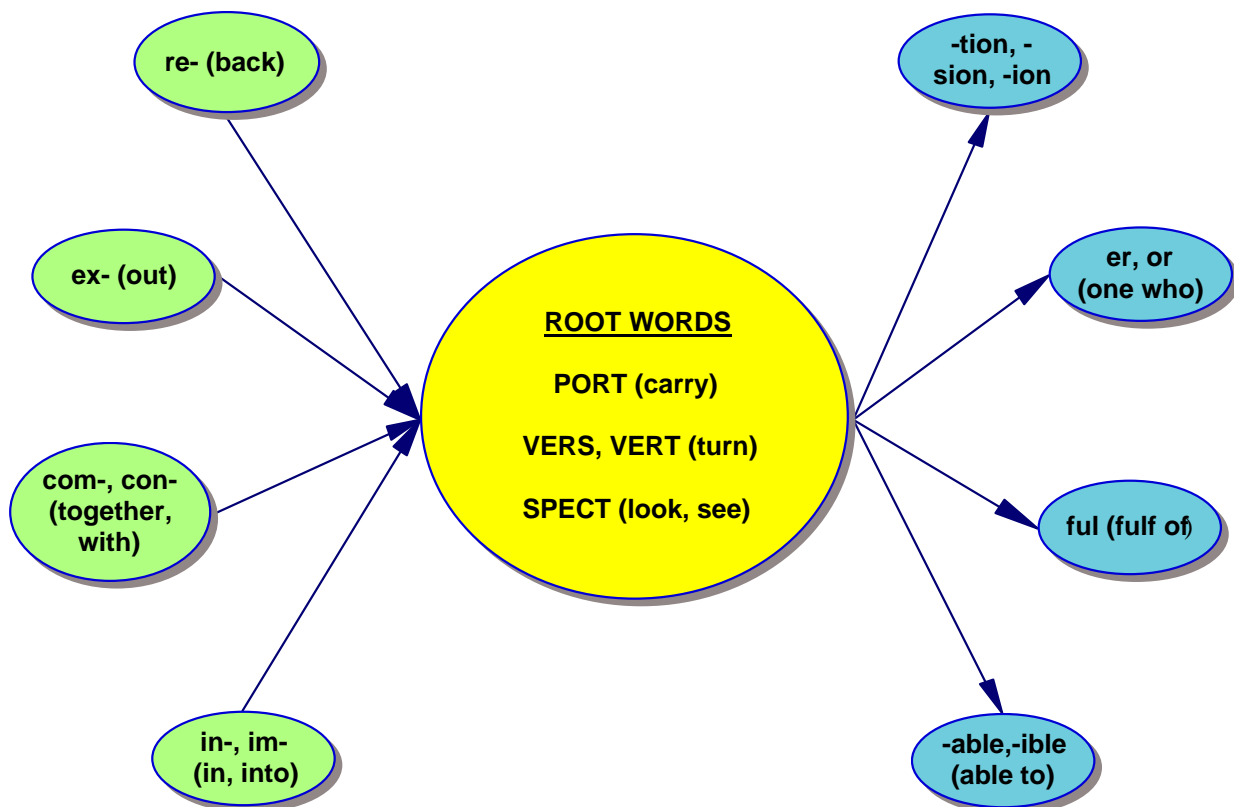 re- (back)
ex- (out)
com-, con-
(together,
with)
in-, im-
(in, into)
ROOT WORDS
PORT (carry)
VERS, VERT (turn)
SPECT (look, see)
-tion, -
sion, -ion
er, or
(one who)
ful (fulf of)
-able,-ible
(able to)